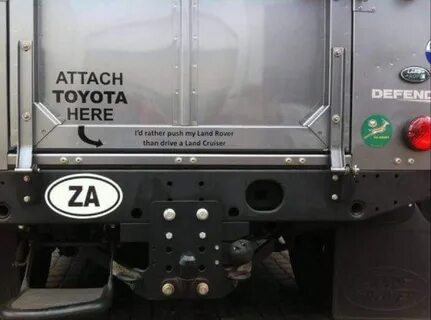 ATTACH
TOYOTA
HERE
I'd rather push my Land Rover
than drive a Land Cruiser
DEFEND
ZA